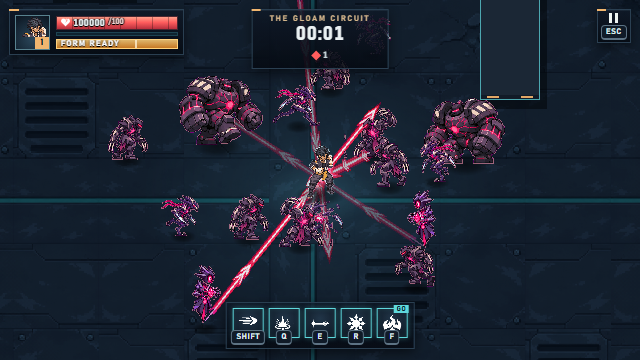 100000/100
1
FORM READY
THE GLOAM CIRCUIT
00:01
1
ESC
GO
SHIFT
Q
E
R
F